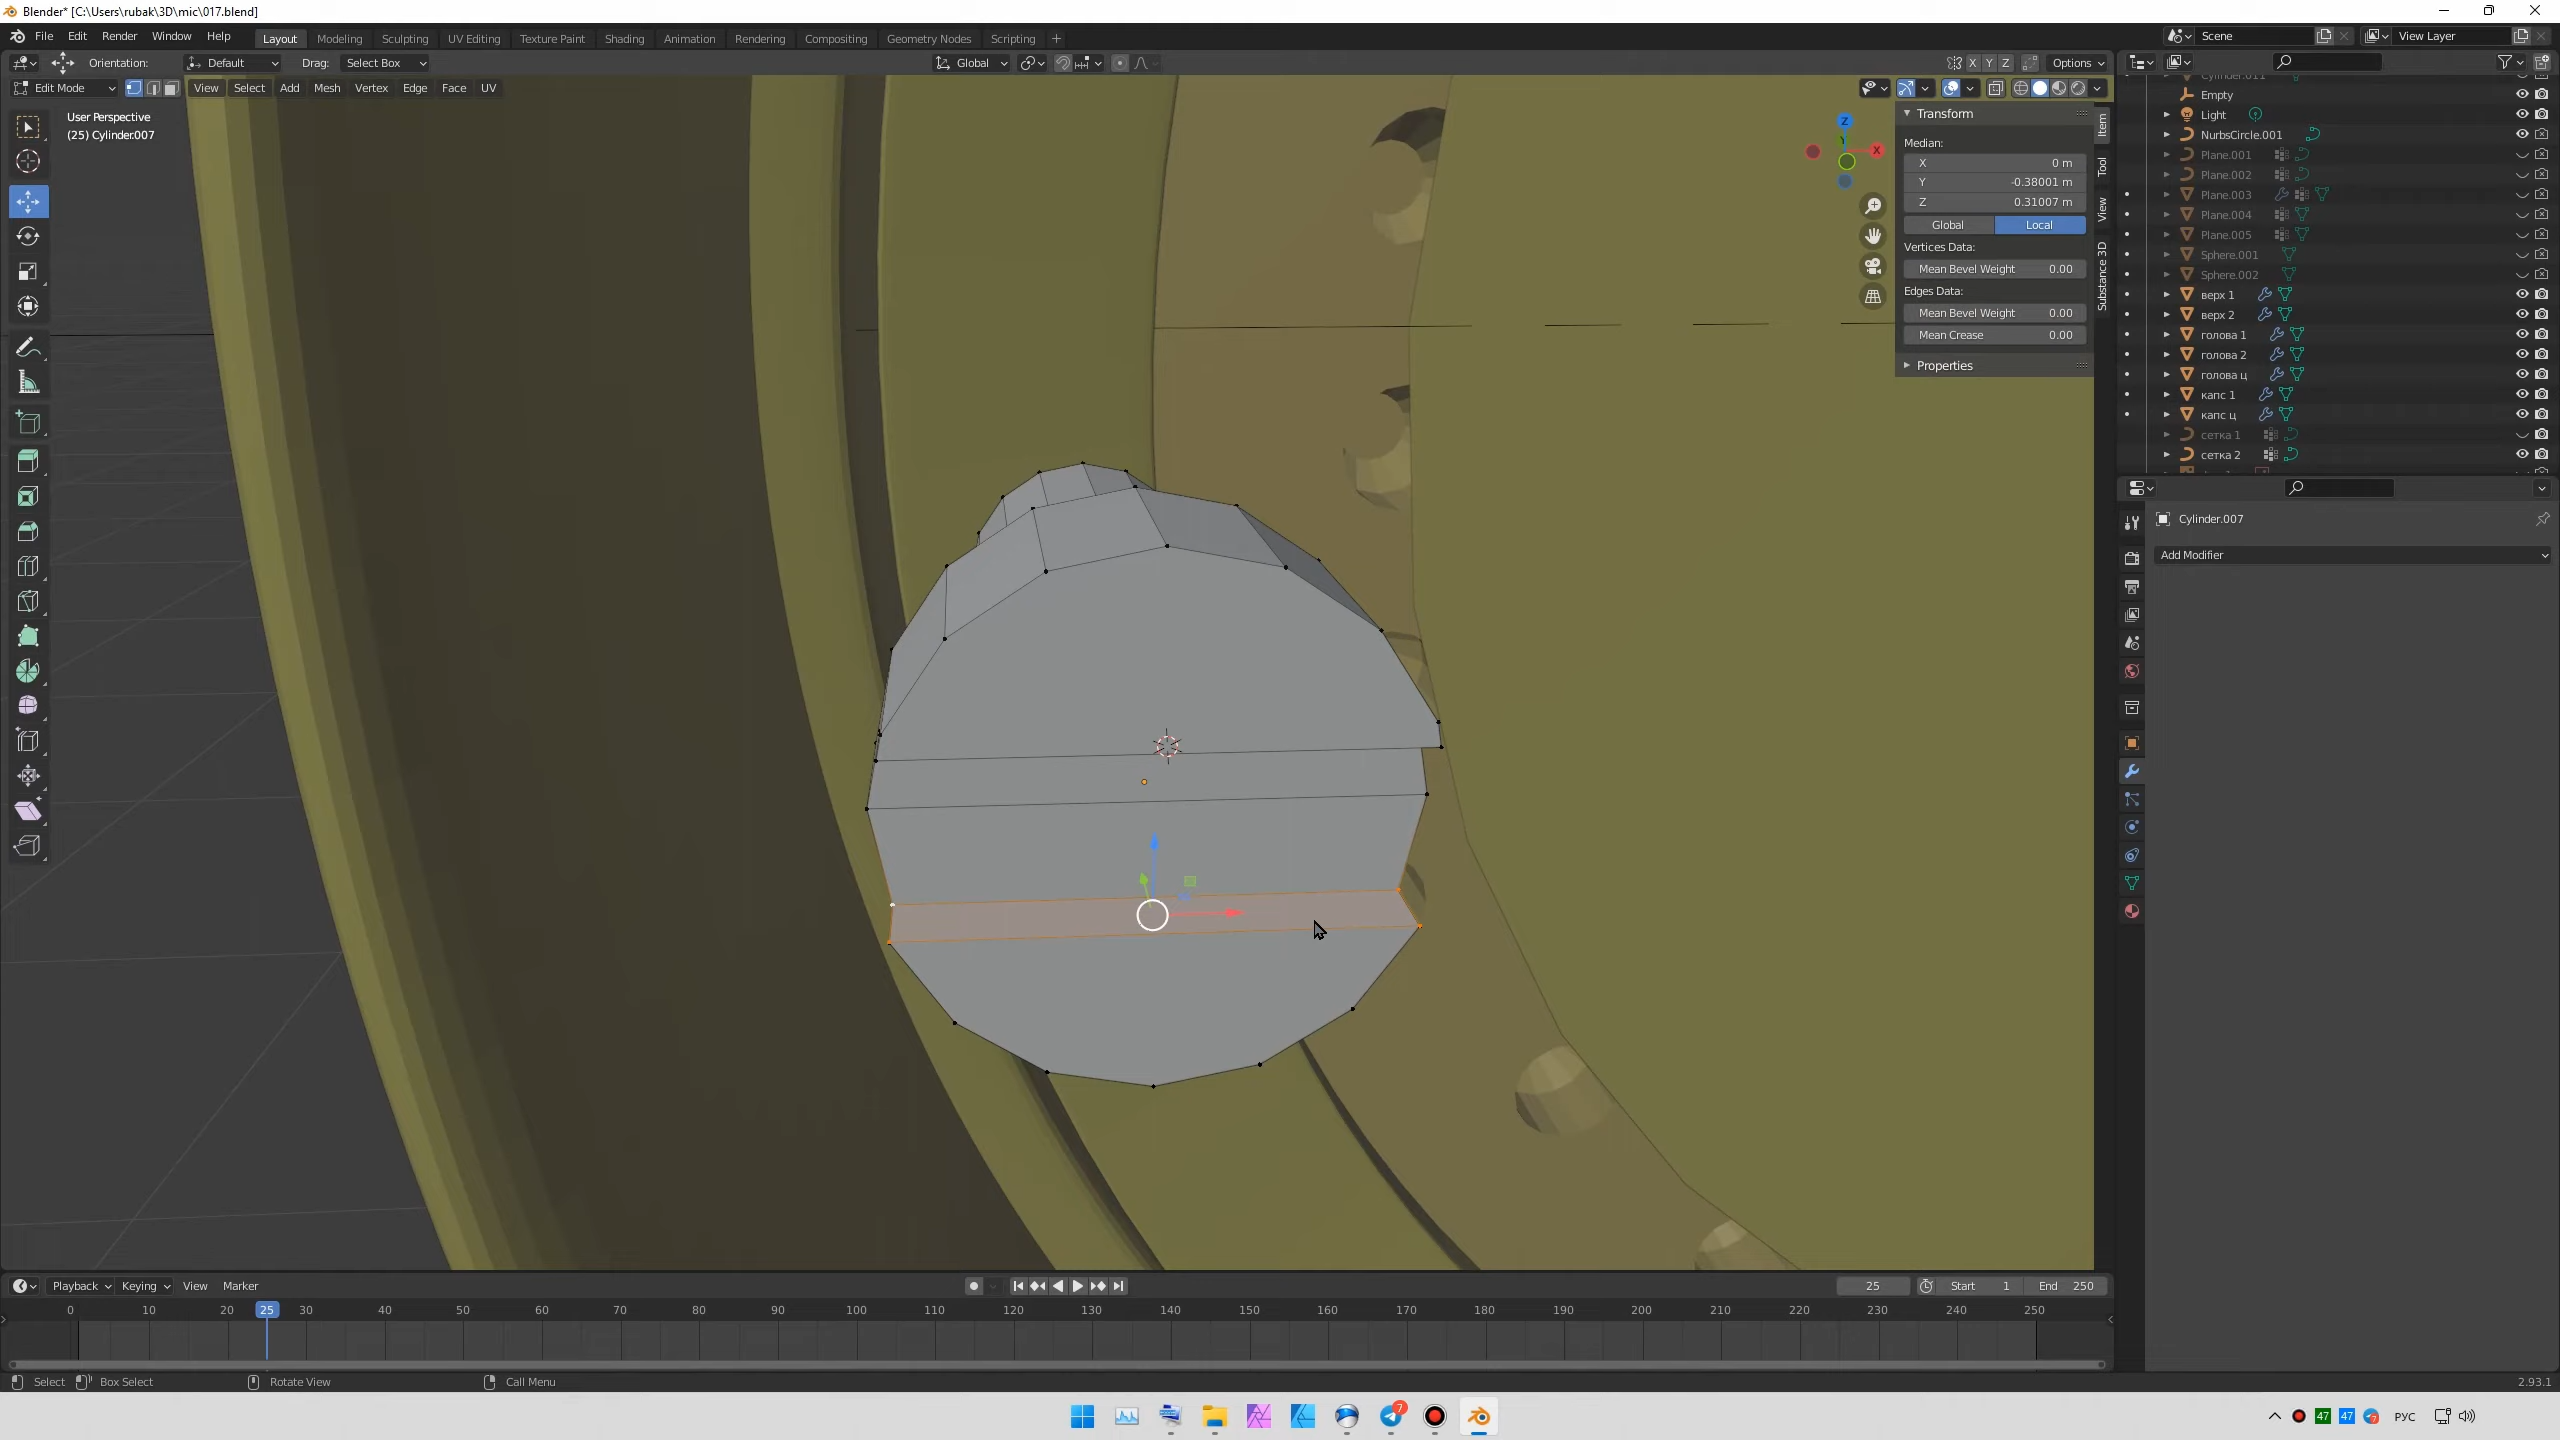 Blender* [C:\Users\rubak\3D\mic\017.blend]
File Edit Render Window Help Layout Modeling Sculpting UV Editing Texture Paint Shading Animation Rendering Compositing Geometry Nodes Scripting + Scene View Layer
Orientation: Default Drag: Select Box Global X Y Z Options
Edit Mode View Select Add Mesh Vertex Edge Face UV
User Perspective
(25) Cylinder.007
Z
X
Transform
Median:
X 0 m
Y -0.38001 m
Z 0.31007 m
Global Local
Vertices Data:
Mean Bevel Weight 0.00
Edges Data:
Mean Bevel Weight 0.00
Mean Crease 0.00
Properties
Item
Tool
View
Substance 3D
Cylinder.011
Empty
Light
NurbsCircle.001
Plane.001
Plane.002
Plane.003
Plane.004
Plane.005
Sphere.001
Sphere.002
верх 1
верх 2
голова 1
голова 2
голова ц
капс 1
капс ц
сетка 1
сетка 2
Cylinder.007
Add Modifier
Playback Keying View Marker 25 Start 1 End 250
0 10 20 25 30 40 50 60 70 80 90 100 110 120 130 140 150 160 170 180 190 200 210 220 230 240 250
Select Box Select Rotate View Call Menu 2.93.1
7 47 47 7 РУС